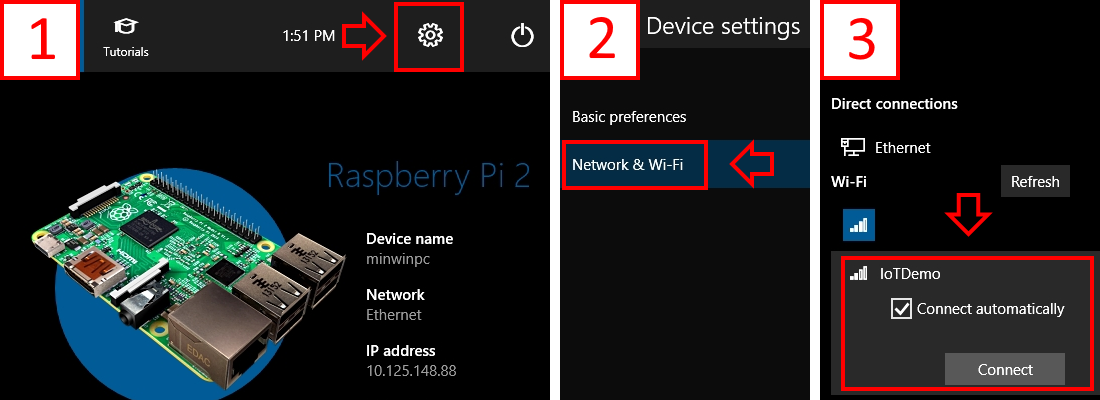 1
Tutorials
1:51 PM
Raspberry Pi 2
Device name
minwinpc
Network
Ethernet
IP address
10.125.148.88
HDMI
EDAC
2
Device settings
Basic preferences
Network & Wi-Fi
3
Direct connections
Ethernet
Wi-Fi
Refresh
IoTDemo
Connect automatically
Connect